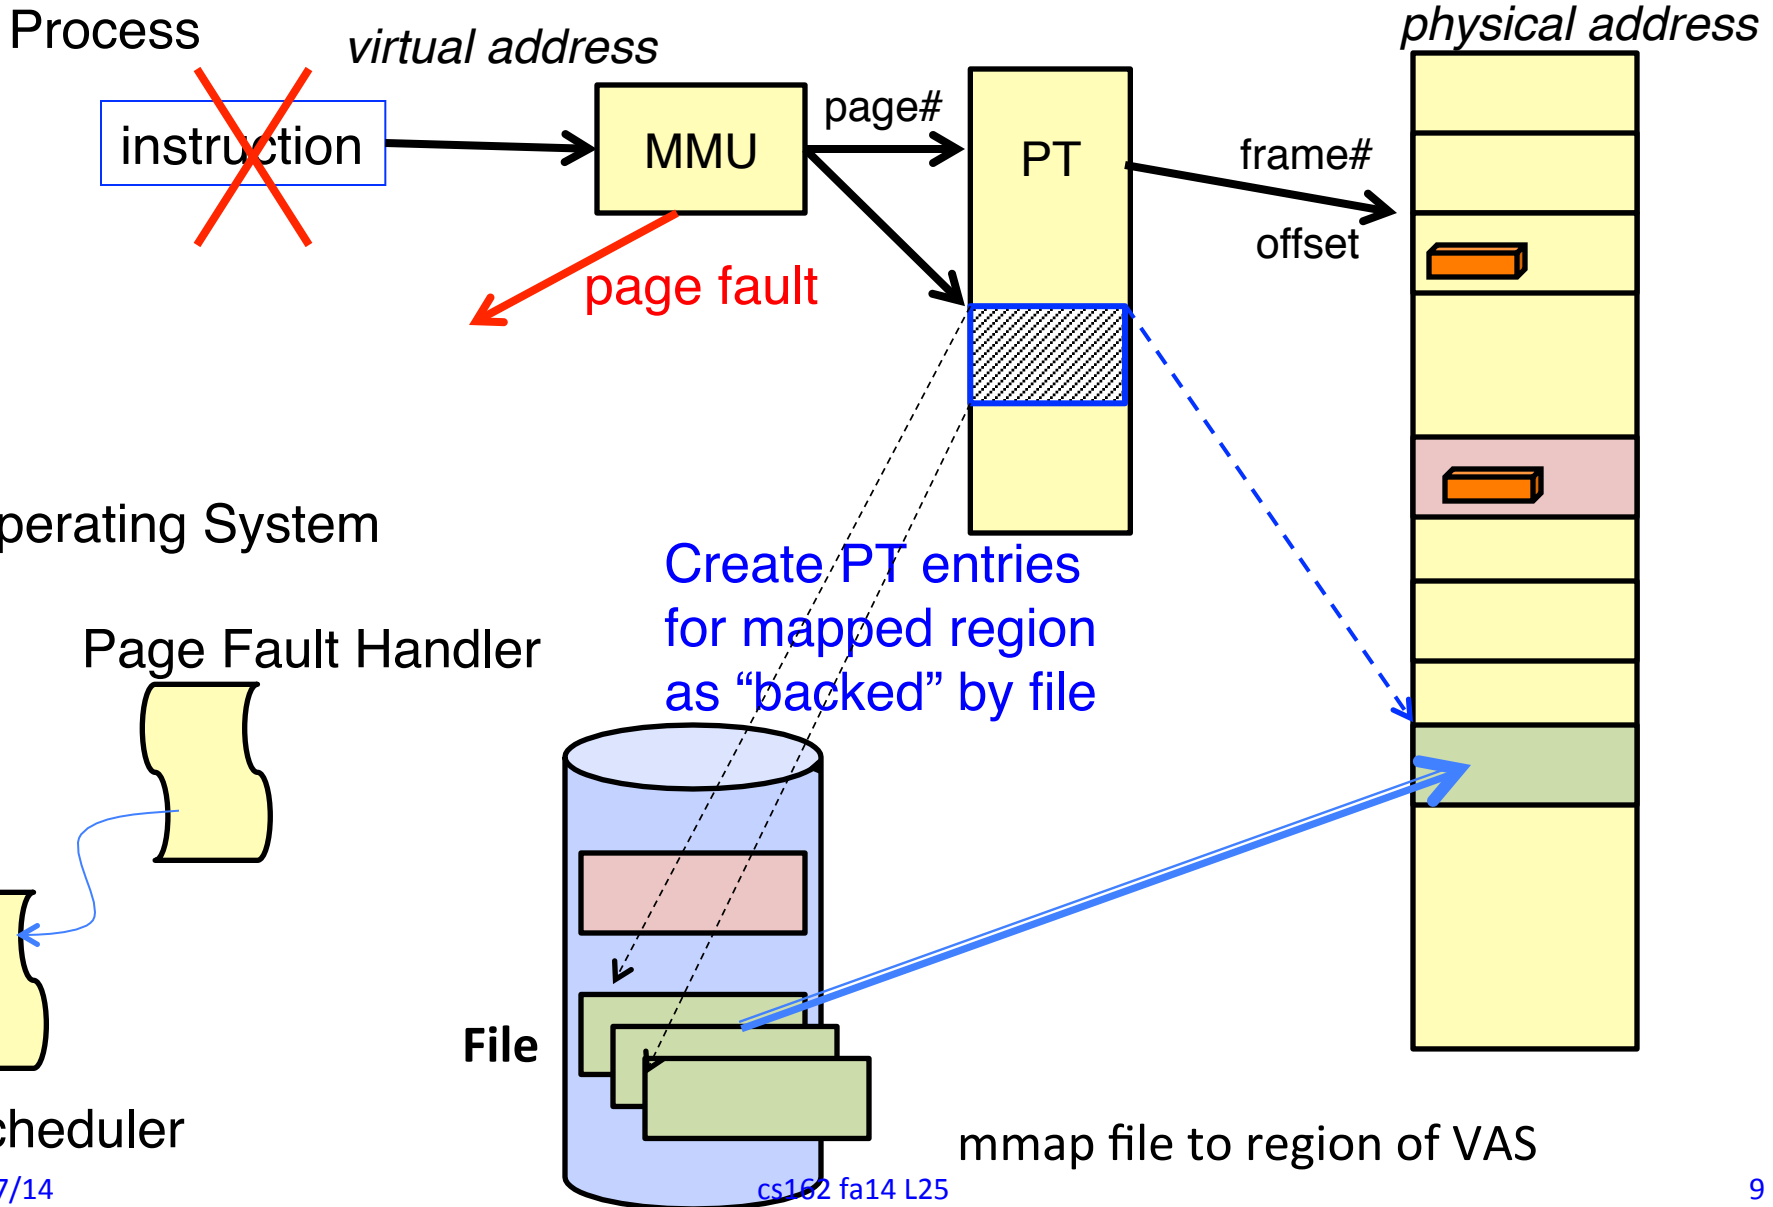 Process
virtual address
physical address
instruction
MMU
page#
PT
frame#
offset
page fault
perating System
Create PT entries
for mapped region
as “backed” by file
Page Fault Handler
File
cheduler
mmap file to region of VAS
7/14
cs162 fa14 L25
9